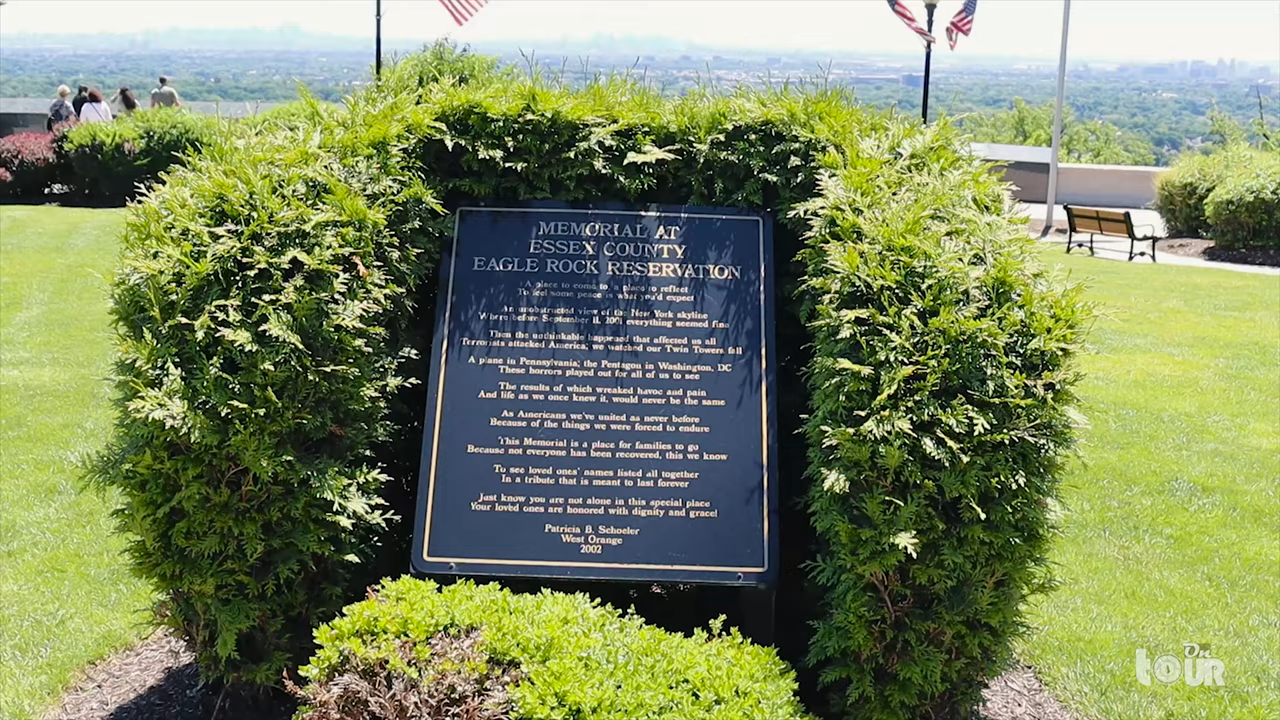 MEMORIAL AT
ESSEX COUNTY
EAGLE ROCK RESERVATION
A place to come to, a place to reflect
To feel some peace is what you'd expect
An unobstructed view of the New York skyline
Where before September 11, 2001 everything seemed fine
Then the unthinkable happened that affected us all
Terrorists attacked America; we watched our Twin Towers fall
A plane in Pennsylvania; the Pentagon in Washington, DC
These horrors played out for all of us to see
The results of which wreaked havoc and pain
And life as we once knew it, would never be the same
As Americans we've united as never before
Because of the things we were forced to endure
This Memorial is a place for families to go
Because not everyone has been recovered, this we know
To see loved ones' names listed all together
In a tribute that is meant to last forever
Just know you are not alone in this special place
Your loved ones are honored with dignity and grace!
Patricia B. Schoeler
West Orange
2002
On
toUR